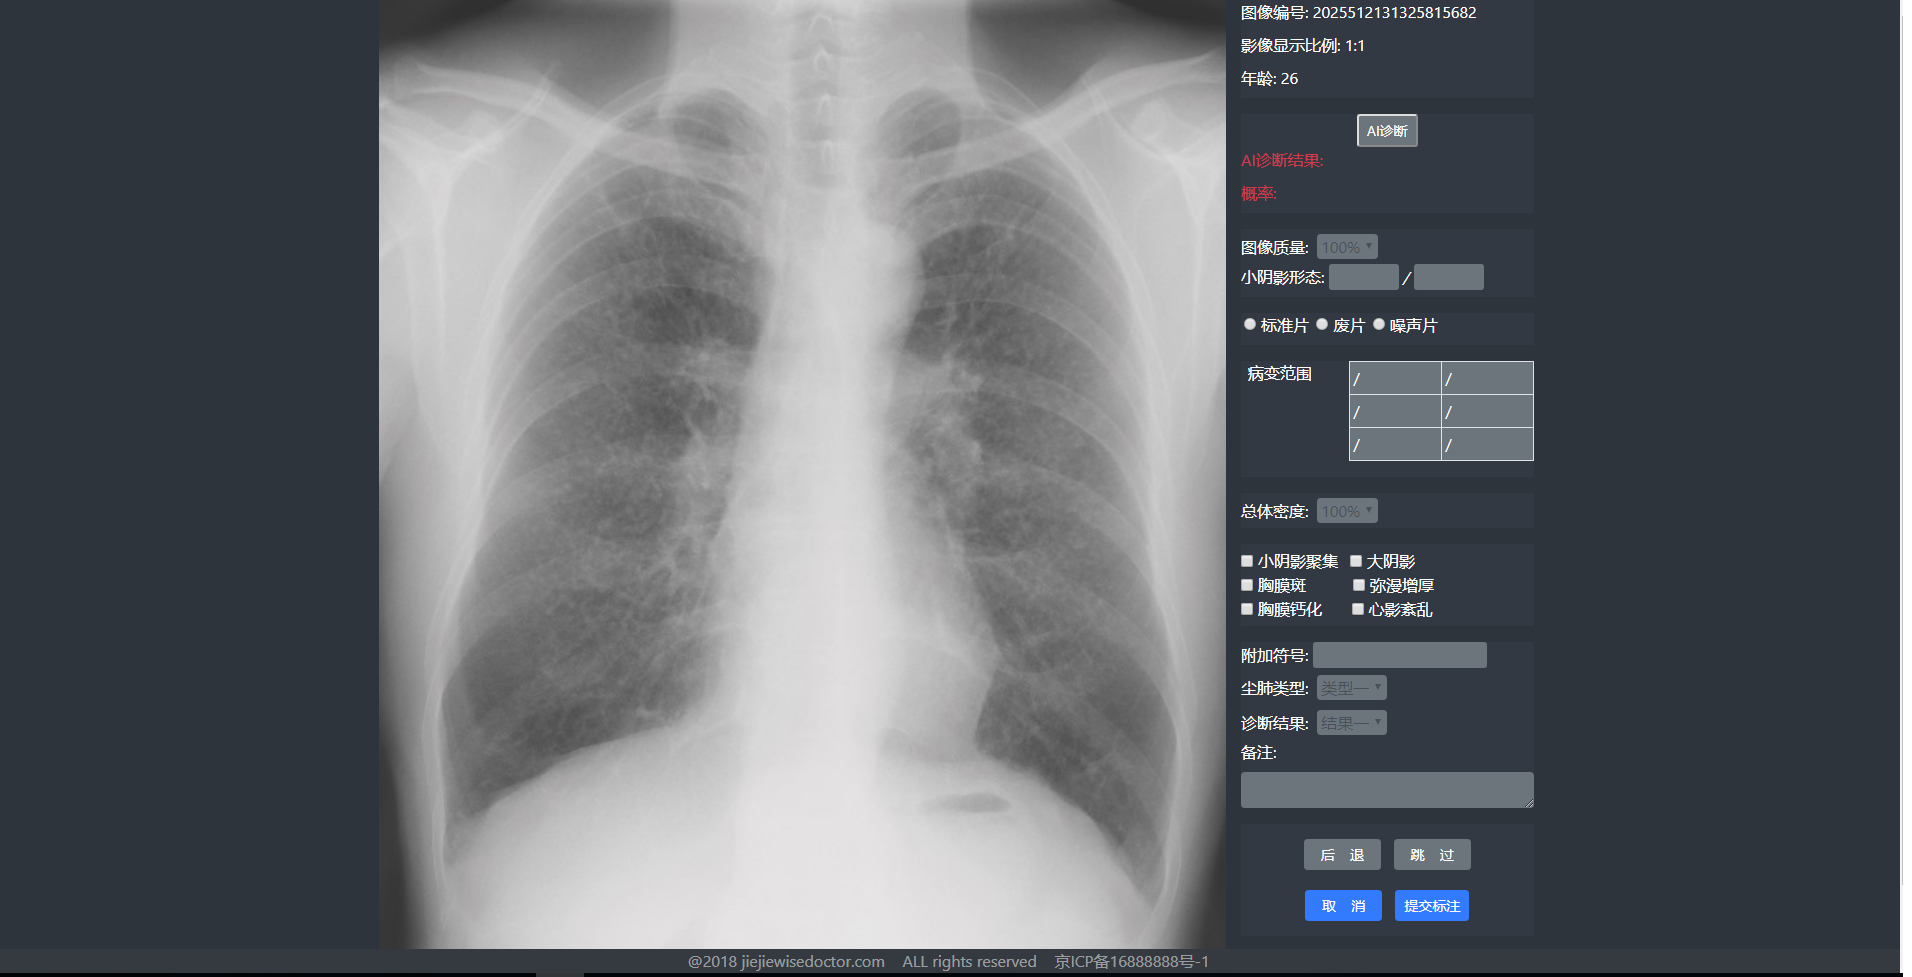 图像编号: 2025512131325815682
影像显示比例: 1:1
年龄: 26
AI诊断
AI诊断结果:
概率:
图像质量: 100%
小阴影形态: /
标准片 废片 噪声片
病变范围 / /
/ /
/ /
总体密度: 100%
小阴影聚集 大阴影
胸膜斑 弥漫增厚
胸膜钙化 心影紊乱
附加符号:
尘肺类型: 类型一
诊断结果: 结果一
备注:
后 退 跳 过
取 消 提交标注
@2018 jiejiewisedoctor.com ALL rights reserved 京ICP备16888888号-1